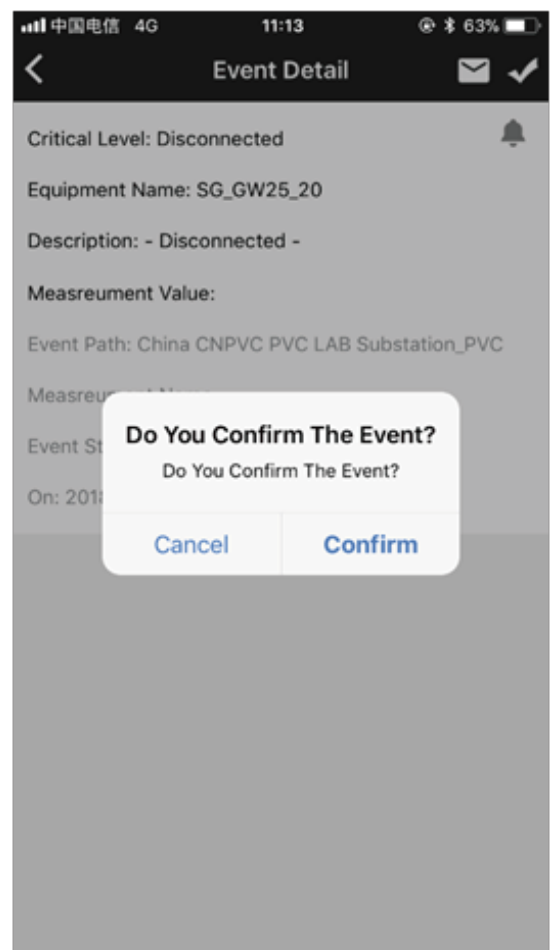 中国电信 4G 11:13 63%
Event Detail
Critical Level: Disconnected
Equipment Name: SG_GW25_20
Description: - Disconnected -
Measreument Value:
Event Path: China CNPVC PVC LAB Substation_PVC
Measreu
Do You Confirm The Event?
Event St
Do You Confirm The Event?
On: 201
Cancel Confirm